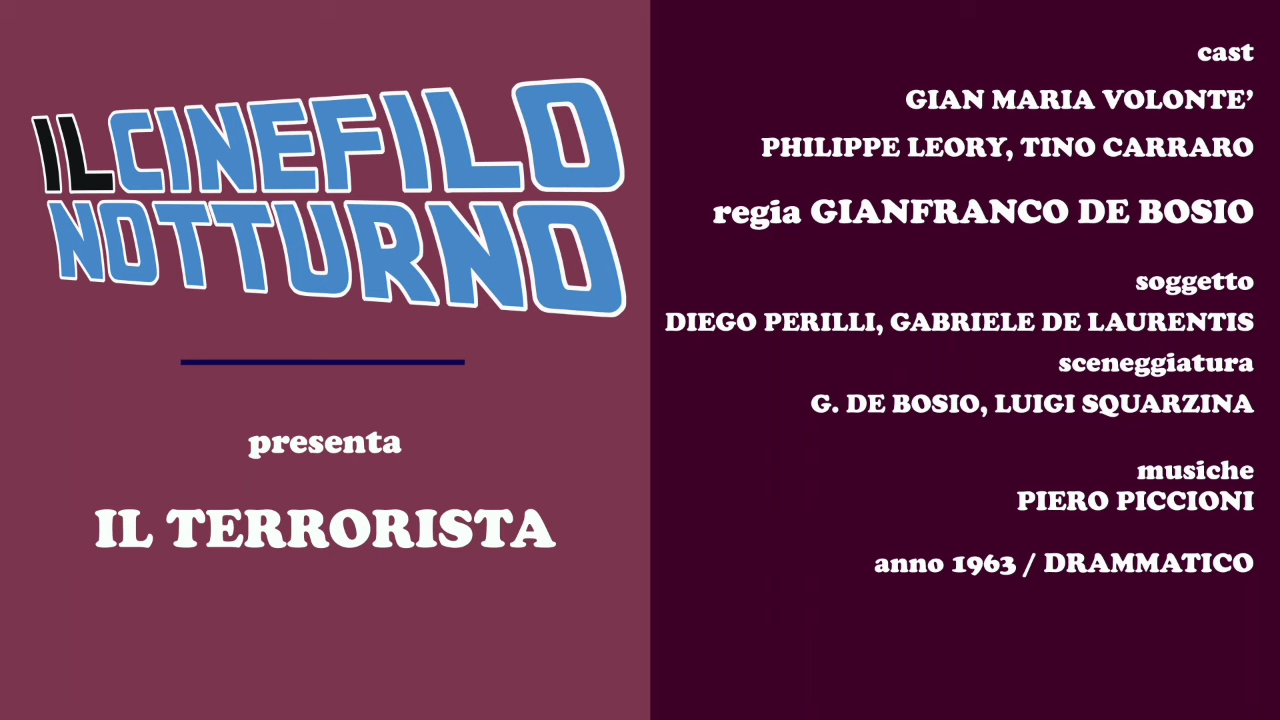 IL CINEFILO
NOTTURNO
presenta
IL TERRORISTA
cast
GIAN MARIA VOLONTE’
PHILIPPE LEORY, TINO CARRARO
regia GIANFRANCO DE BOSIO
soggetto
DIEGO PERILLI, GABRIELE DE LAURENTIS
sceneggiatura
G. DE BOSIO, LUIGI SQUARZINA
musiche
PIERO PICCIONI
anno 1963 / DRAMMATICO